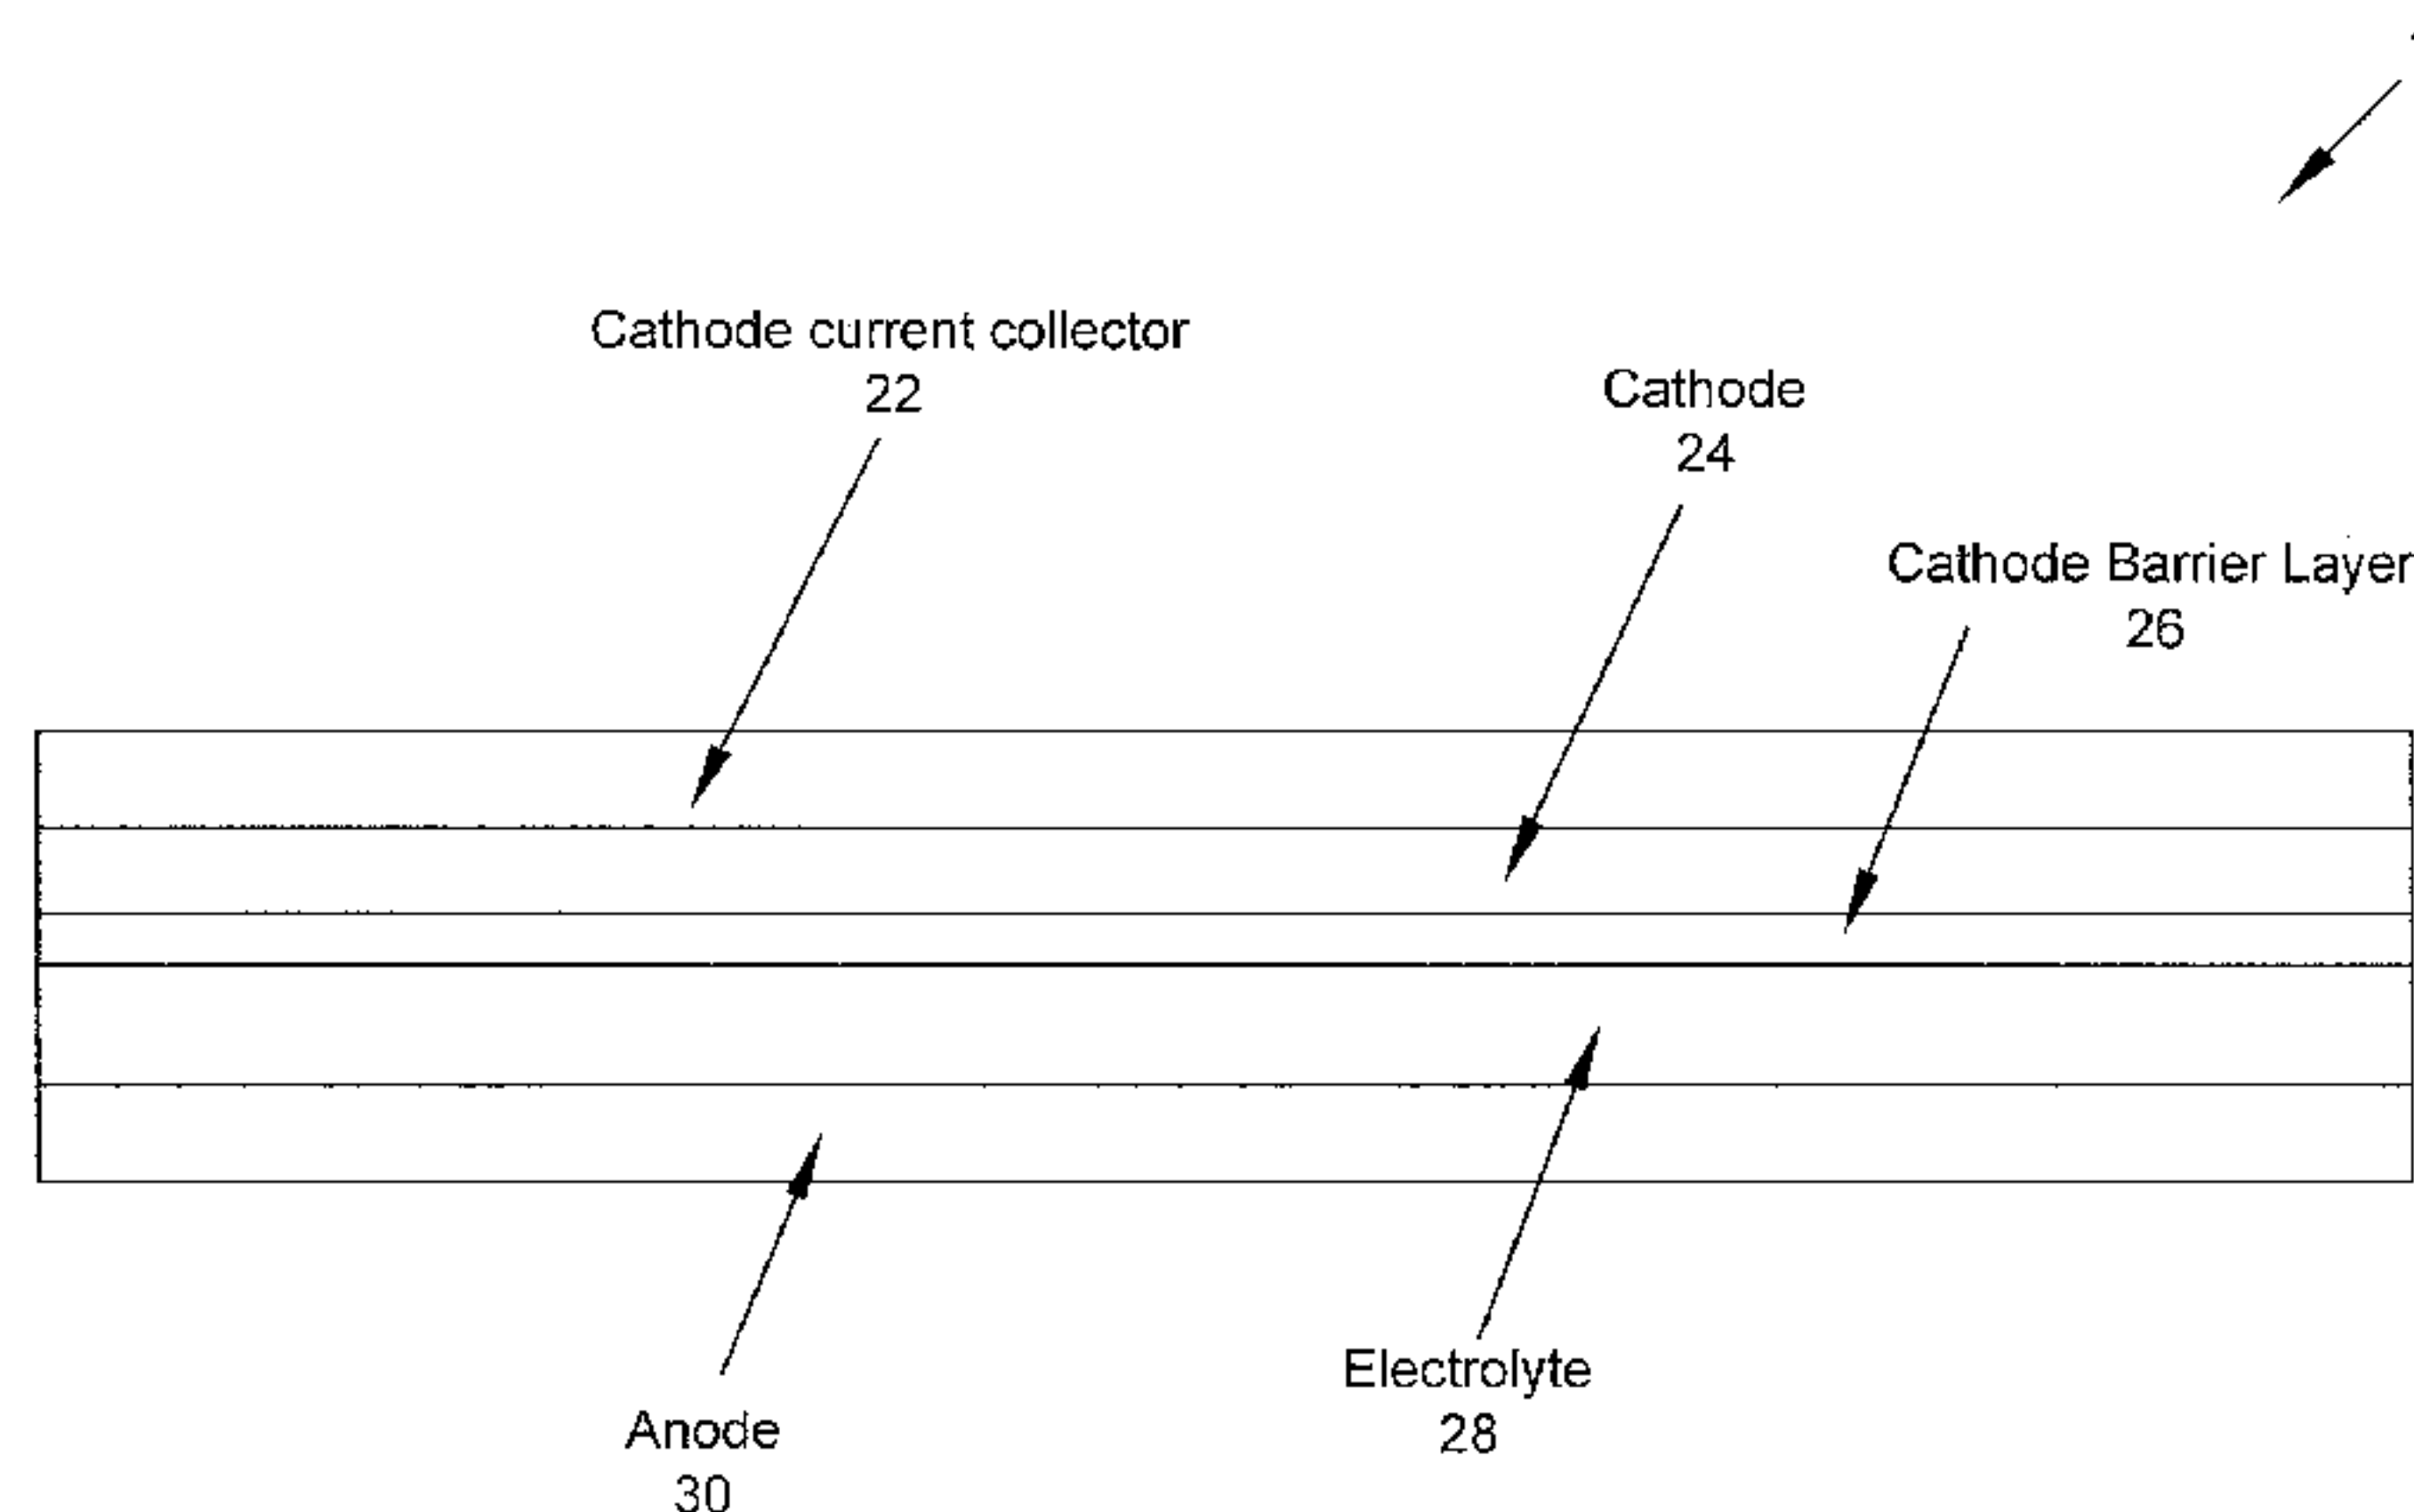 Cathode current collector
22
Cathode
24
Cathode Barrier Layer
26
Electrolyte
28
Anode
30